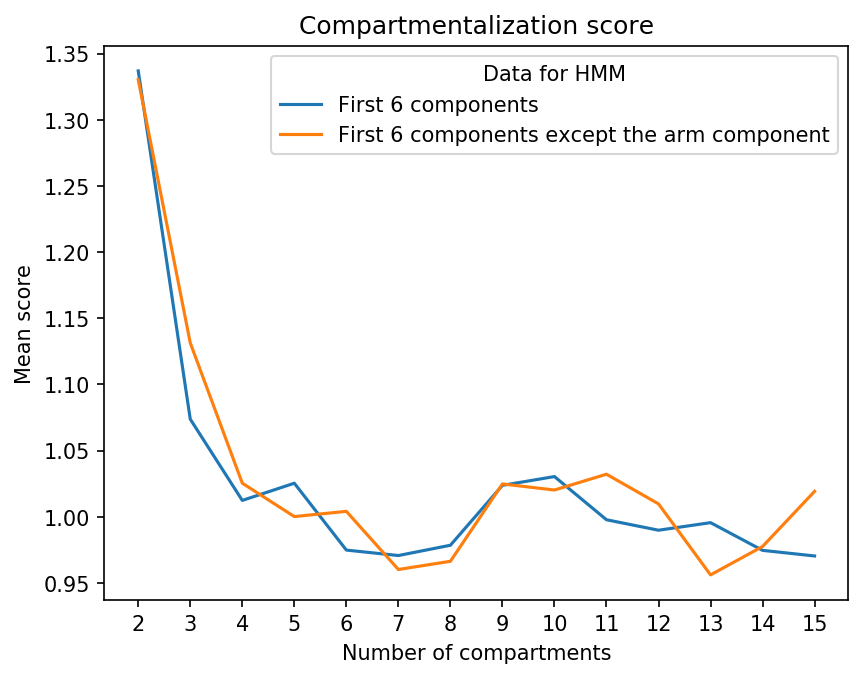 Compartmentalization score
Data for HMM
First 6 components
First 6 components except the arm component
Mean score
1.35
1.30
1.25
1.20
1.15
1.10
1.05
1.00
0.95
2 3 4 5 6 7 8 9 10 11 12 13 14 15
Number of compartments